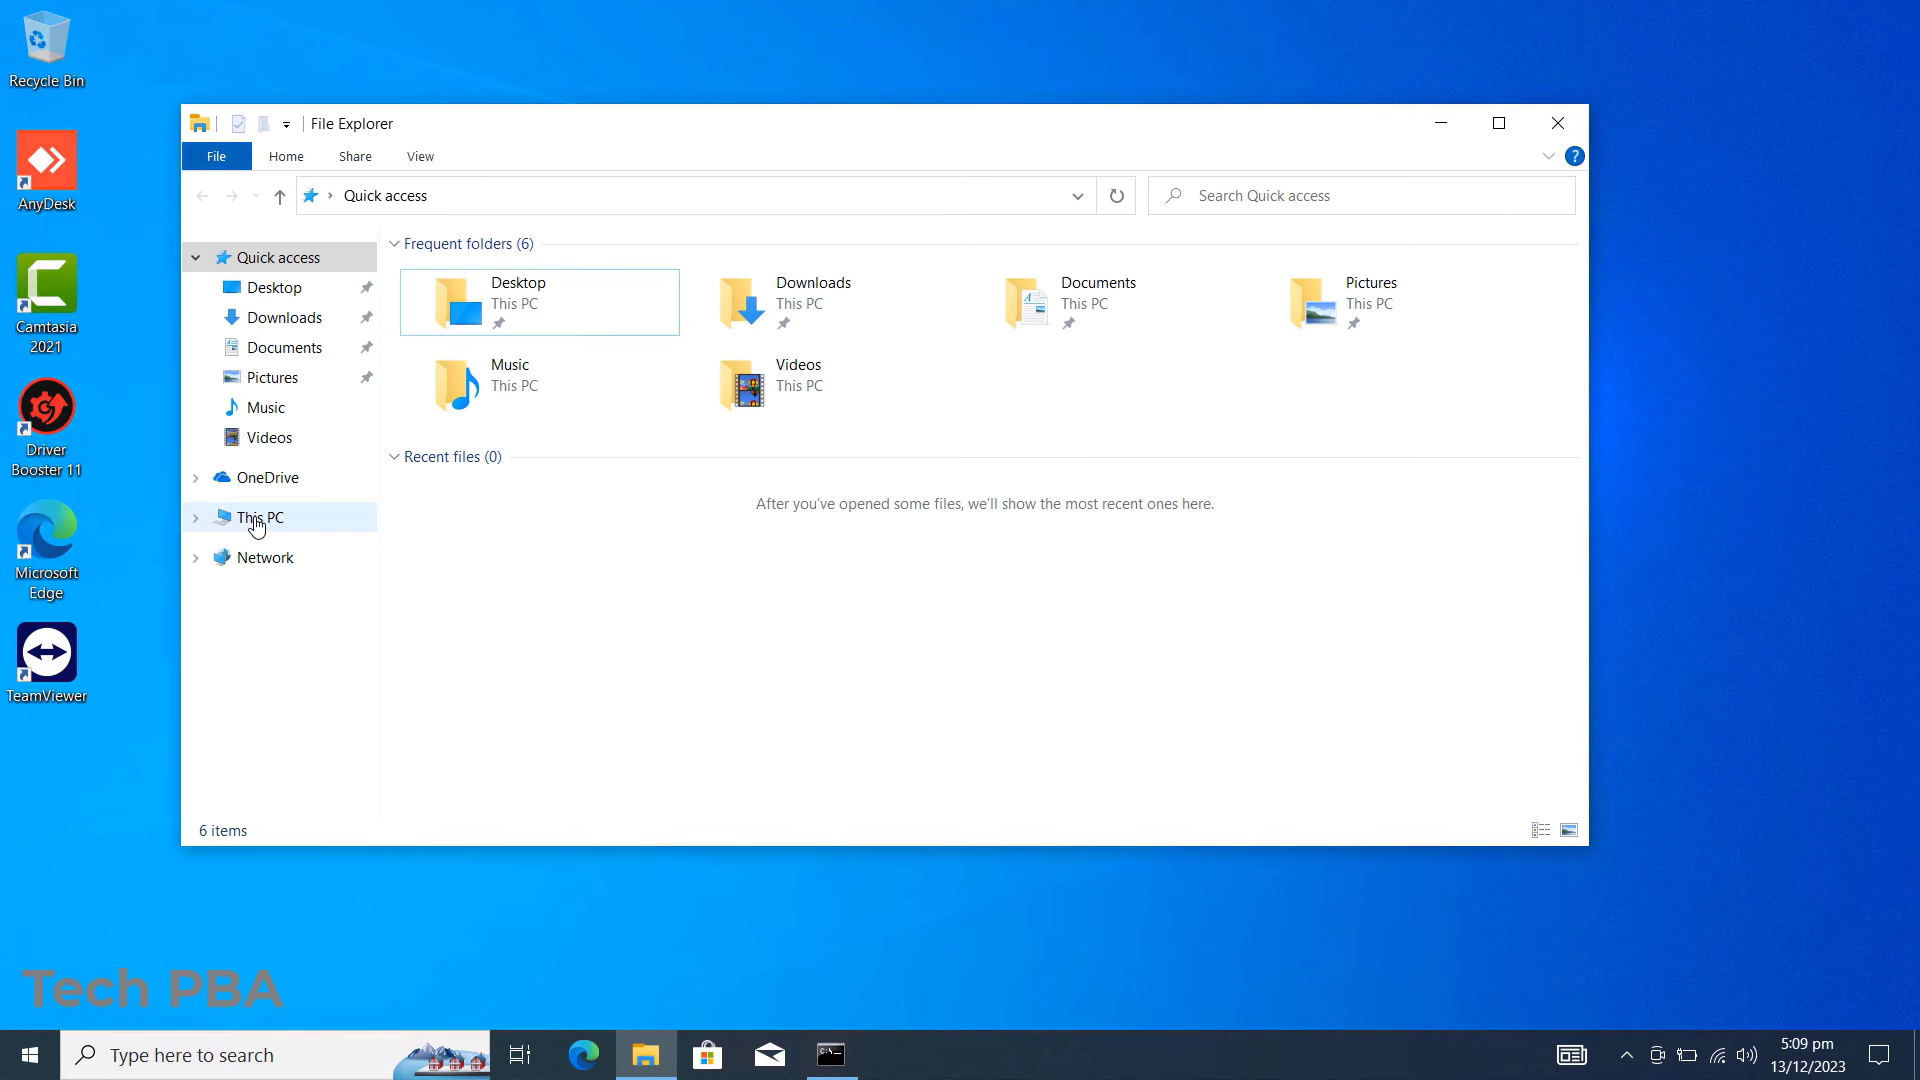 Recycle Bin
AnyDesk
Camtasia
2021
Driver
Booster 11
Microsoft
Edge
TeamViewer
File Explorer
File Home Share View
Quick access
Search Quick access
Quick access
Desktop
Downloads
Documents
Pictures
Music
Videos
OneDrive
This PC
Network
Frequent folders (6)
Desktop
This PC
Downloads
This PC
Documents
This PC
Pictures
This PC
Music
This PC
Videos
This PC
Recent files (0)
After you've opened some files, we'll show the most recent ones here.
6 items
Tech PBA
Type here to search
5:09 pm
13/12/2023